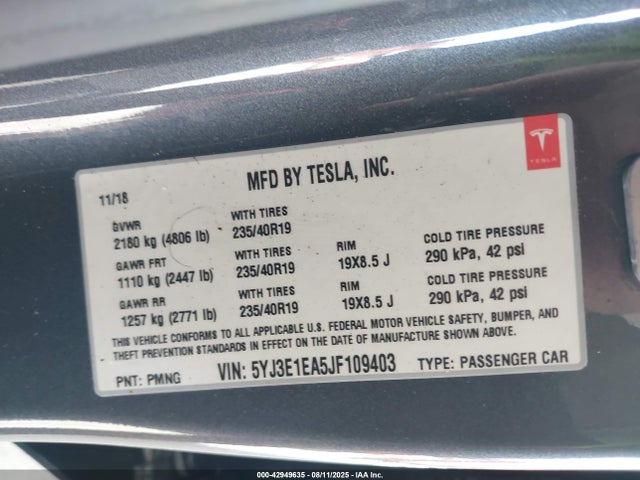 TESLA
11/18
MFD BY TESLA, INC.
GVWR
2180 kg (4806 lb)
WITH TIRES
235/40R19
GAWR FRT
1110 kg (2447 lb)
WITH TIRES
235/40R19
RIM
19X8.5 J
COLD TIRE PRESSURE
290 kPa, 42 psi
GAWR RR
1257 kg (2771 lb)
WITH TIRES
235/40R19
RIM
19X8.5 J
COLD TIRE PRESSURE
290 kPa, 42 psi
THIS VEHICLE CONFORMS TO ALL APPLICABLE U.S. FEDERAL MOTOR VEHICLE SAFETY, BUMPER, AND
THEFT PREVENTION STANDARDS IN EFFECT ON THE DATE OF MANUFACTURE SHOWN ABOVE.
PNT: PMNG VIN: 5YJ3E1EA5JF109403 TYPE: PASSENGER CAR
000-42949635 - 08/11/2025 - IAA Inc.